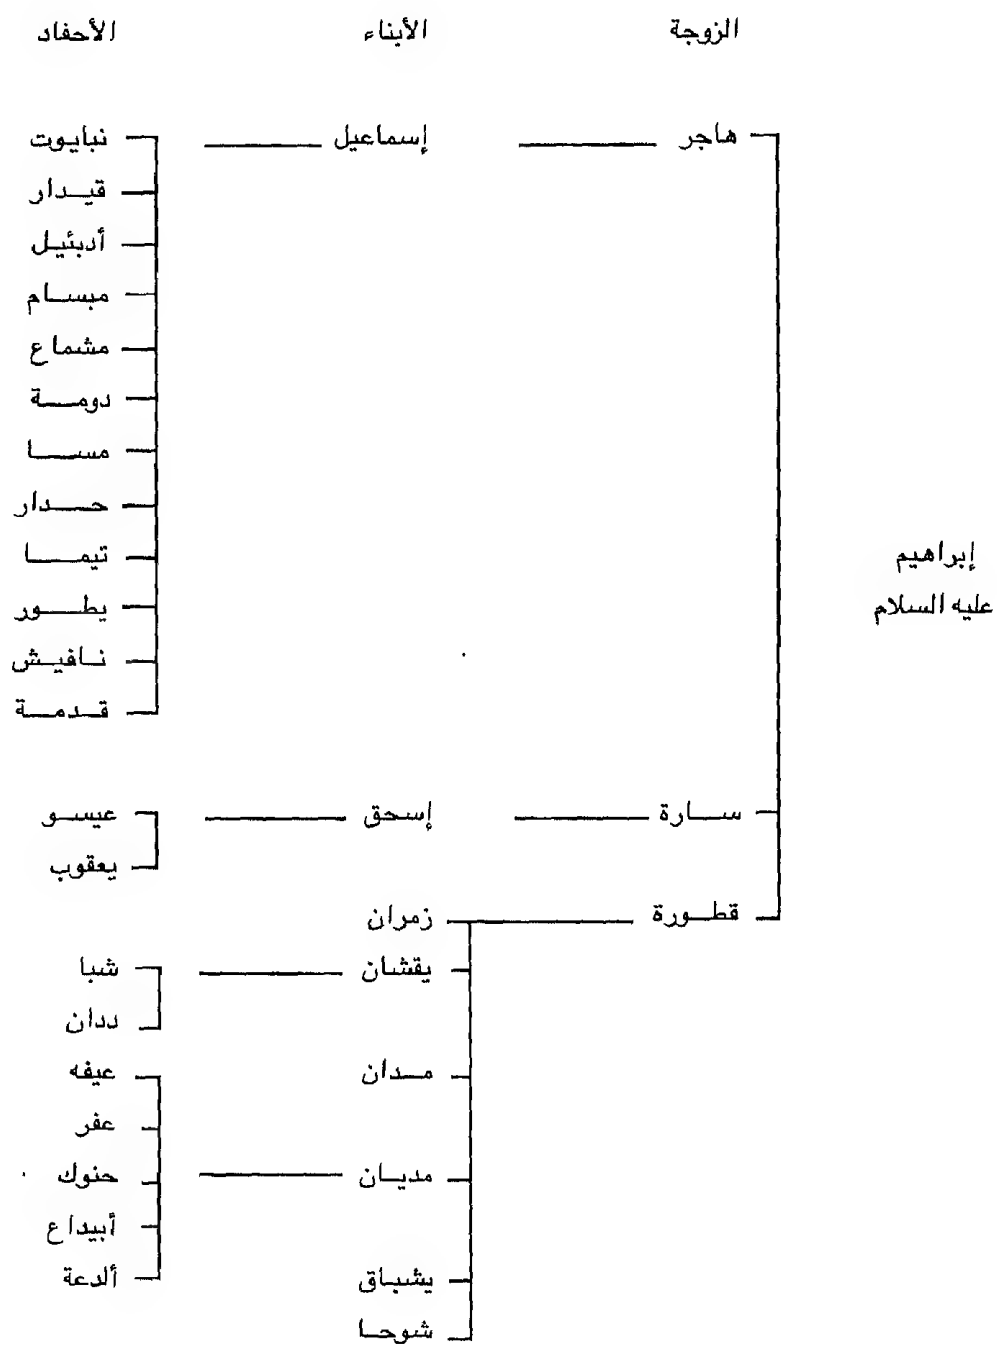 الزوجة الأبناء الأحفاد
هاجر إسماعيل نبايوت
قيدار
أدبئيل
مبسام
مشماع
دومة
مسا
حدار
إبراهيم تيما
عليه السلام يطور
نافيش
قدمة
سارة إسحق عيسو
يعقوب
قطورة زمران
يقشان شبا
ددان
مدان عيفه
عفر
مديان حنوك
أبيداع
يشباق ألدعة
شوحا